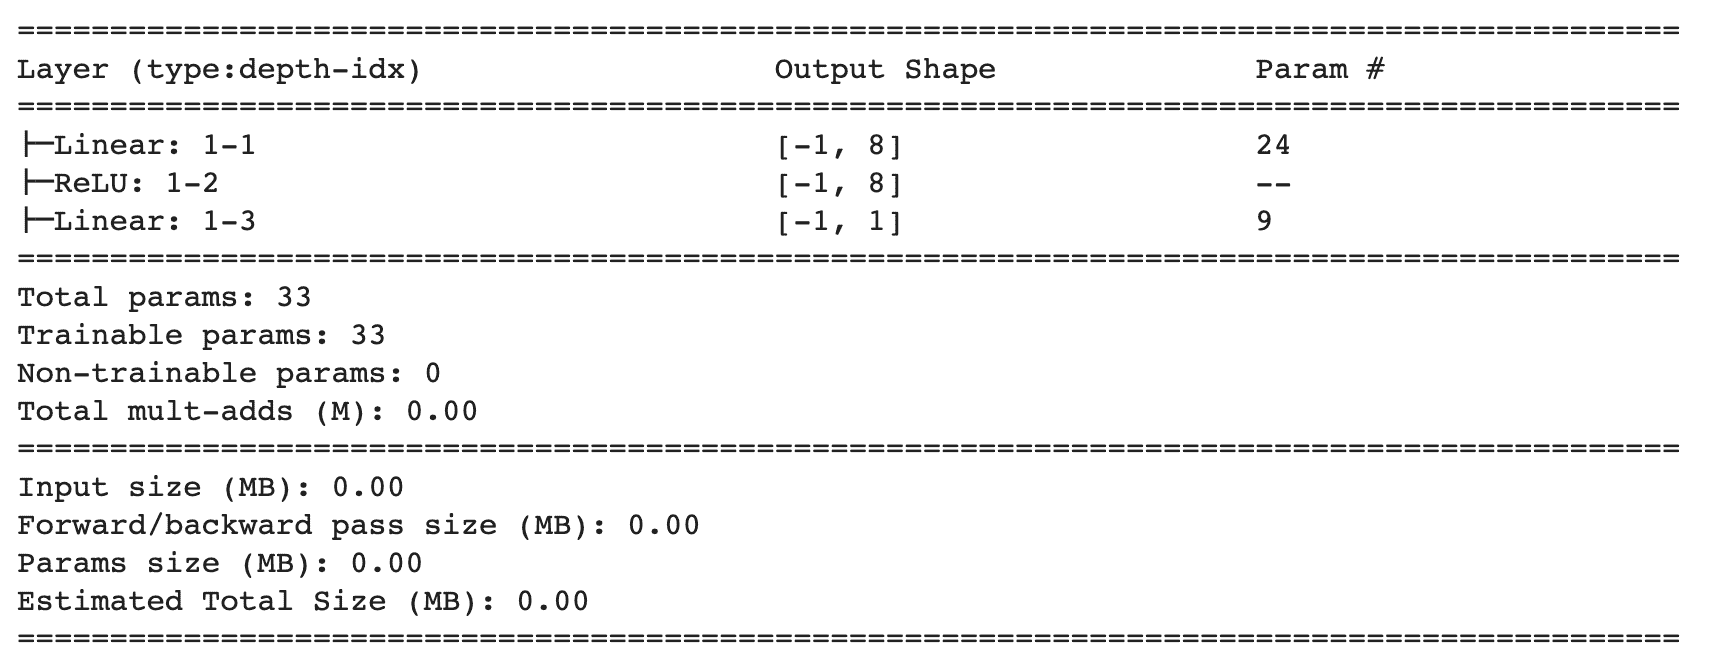 ==========================================================================================
Layer (type:depth-idx)                   Output Shape              Param #
==========================================================================================
├─Linear: 1-1                            [-1, 8]                   24
├─ReLU: 1-2                              [-1, 8]                   --
├─Linear: 1-3                            [-1, 1]                   9
==========================================================================================
Total params: 33
Trainable params: 33
Non-trainable params: 0
Total mult-adds (M): 0.00
==========================================================================================
Input size (MB): 0.00
Forward/backward pass size (MB): 0.00
Params size (MB): 0.00
Estimated Total Size (MB): 0.00
==========================================================================================